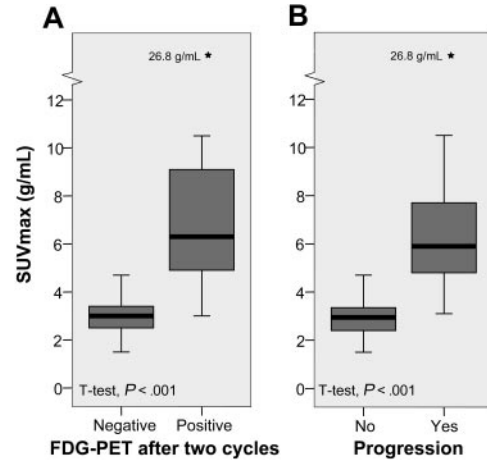 A
B
26.8 g/mL ★
26.8 g/mL ★
SUVmax (g/mL)
12
10
8
6
4
2
0
12
10
8
6
4
2
0
T-test, P < .001
T-test, P < .001
Negative Positive
No Yes
FDG-PET after two cycles
Progression